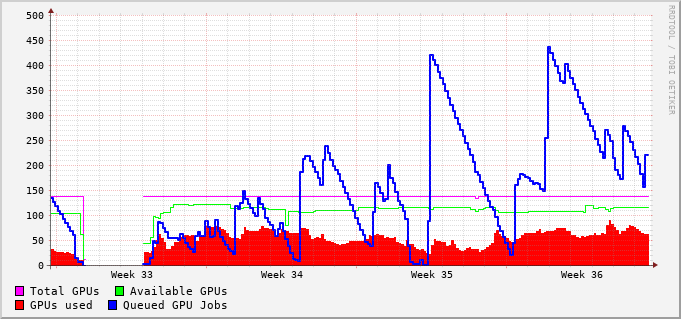 500
450
400
350
300
250
200
150
100
50
0
Week 33 Week 34 Week 35 Week 36
Total GPUs Available GPUs
GPUs used Queued GPU Jobs
RRDTOOL / TOBI OETIKER